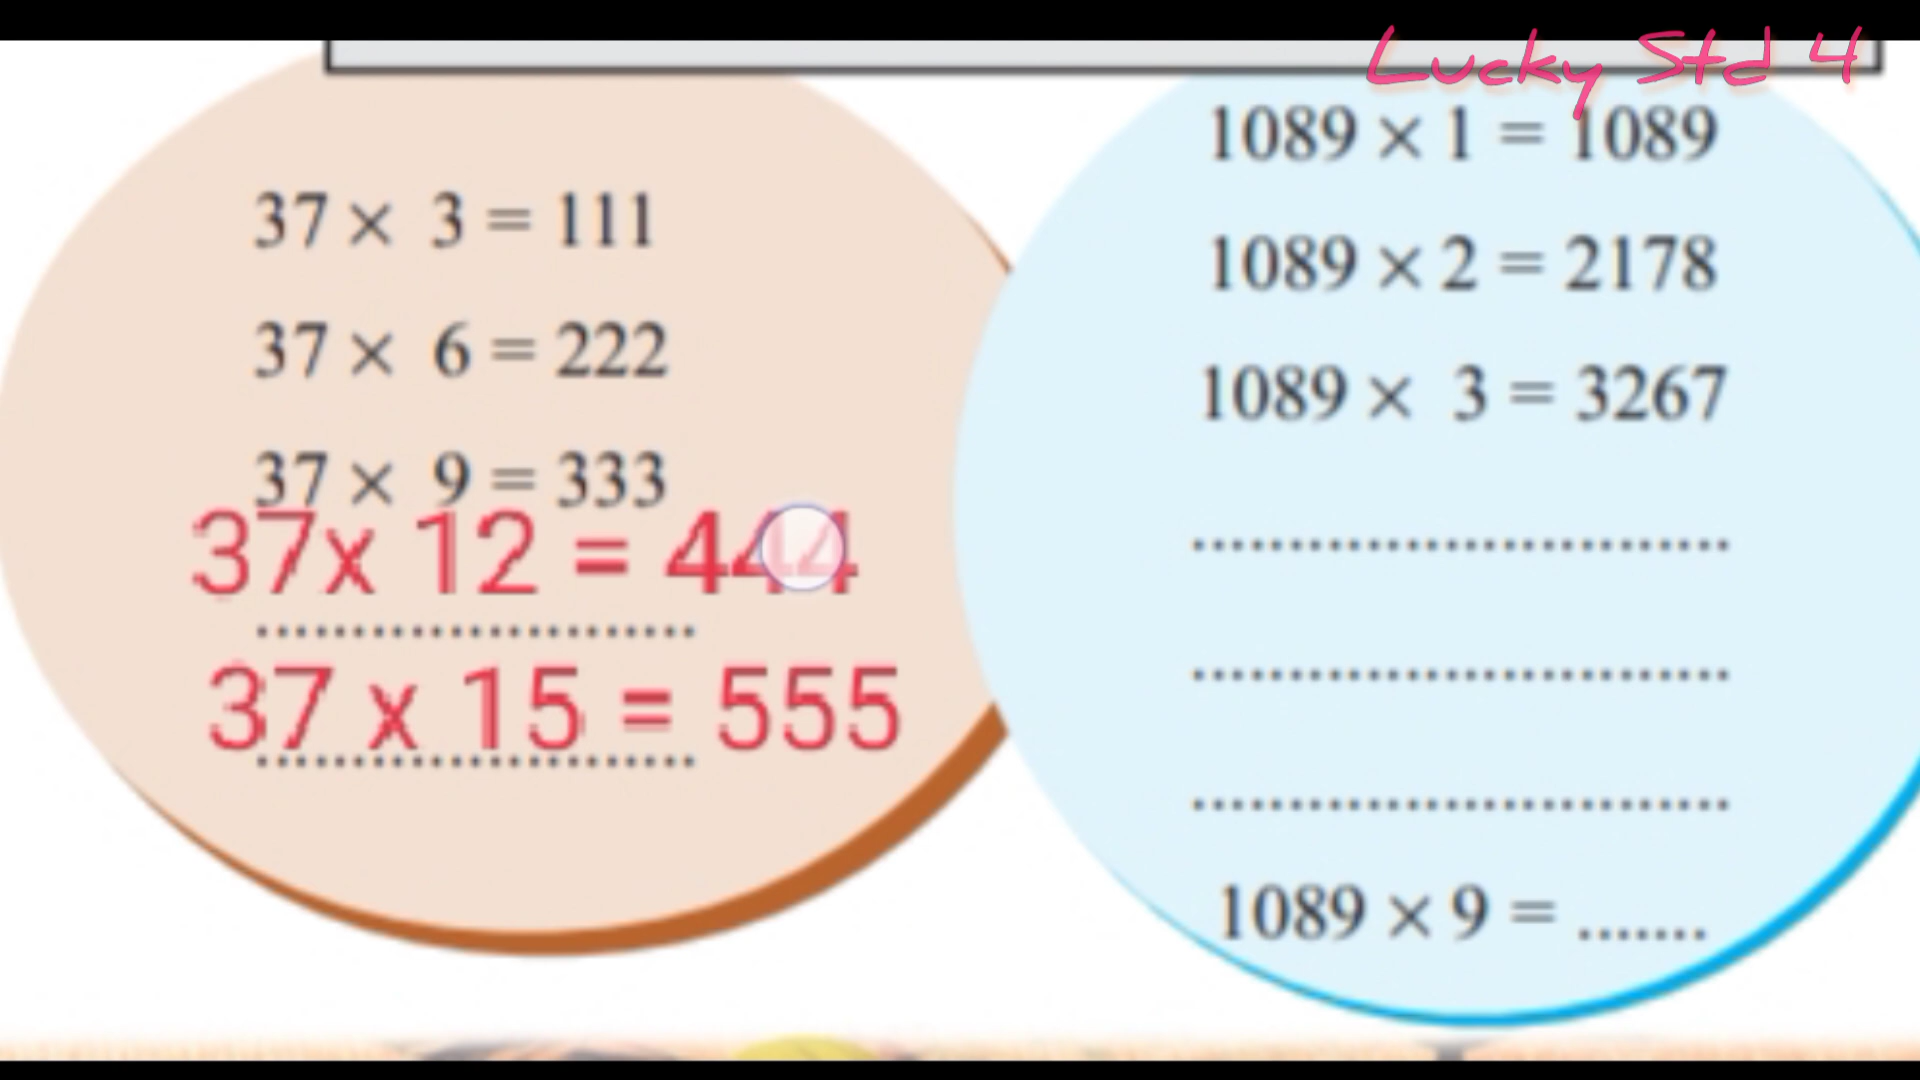 Lucky Std 4
37 × 3 = 111
37 × 6 = 222
37 × 9 = 333
37x 12 = 444
........................
37 x 15 = 555
........................
1089 × 1 = 1089
1089 × 2 = 2178
1089 × 3 = 3267
.............................
.............................
.............................
1089 × 9 = .......